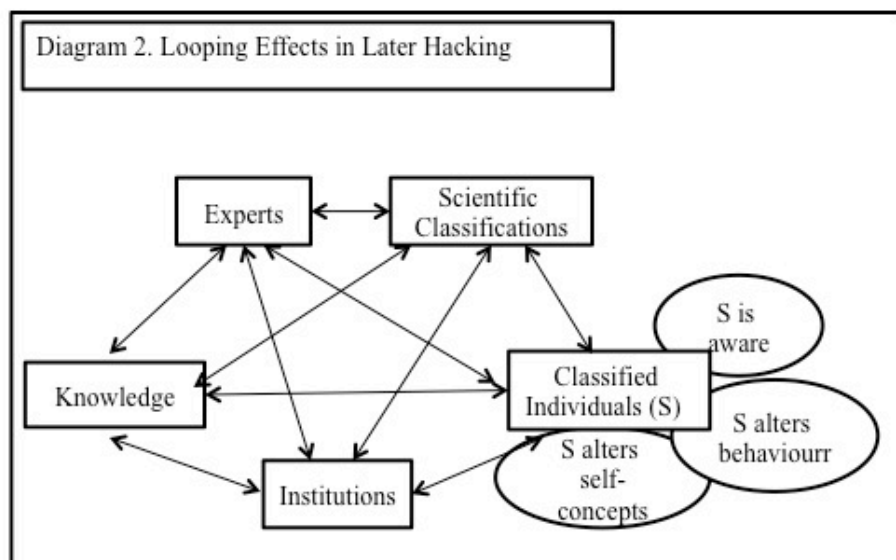 Diagram 2. Looping Effects in Later Hacking
Experts
Scientific
Classifications
S is
aware
Knowledge
Classified
Individuals (S)
S alters
behaviourr
Institutions
S alters
self-
concepts